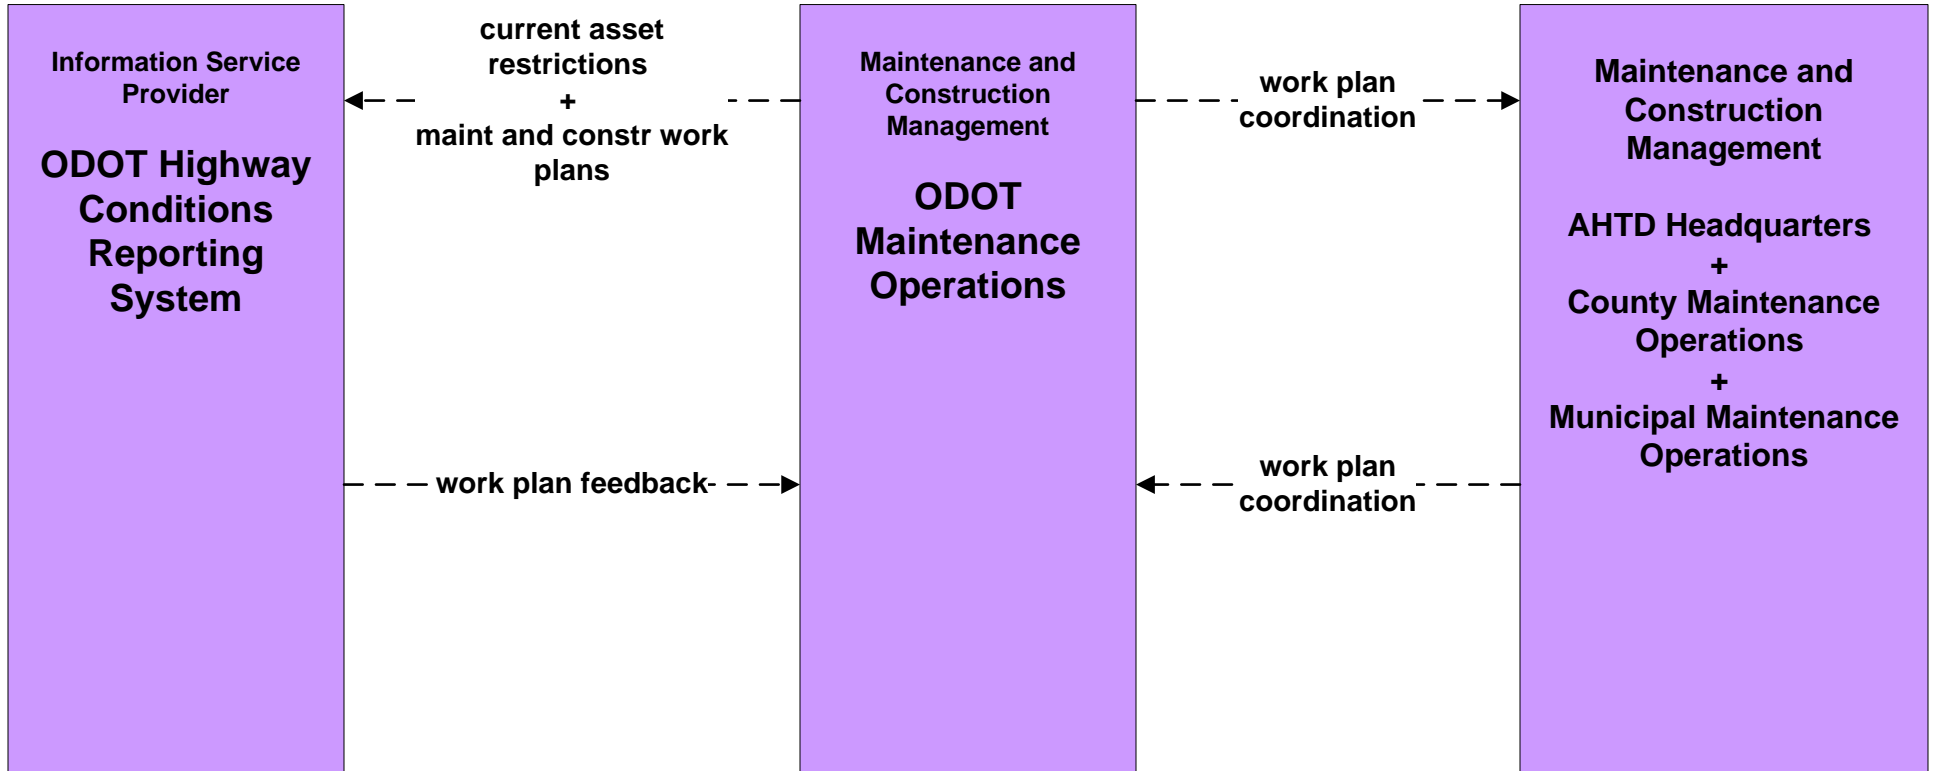 Information Service
Provider
ODOT Highway
Conditions
Reporting
System
current asset
restrictions
+
maint and constr work
plans
work plan feedback
Maintenance and
Construction
Management
ODOT
Maintenance
Operations
work plan
coordination
work plan
coordination
Maintenance and
Construction
Management
AHTD Headquarters
+
County Maintenance
Operations
+
Municipal Maintenance
Operations